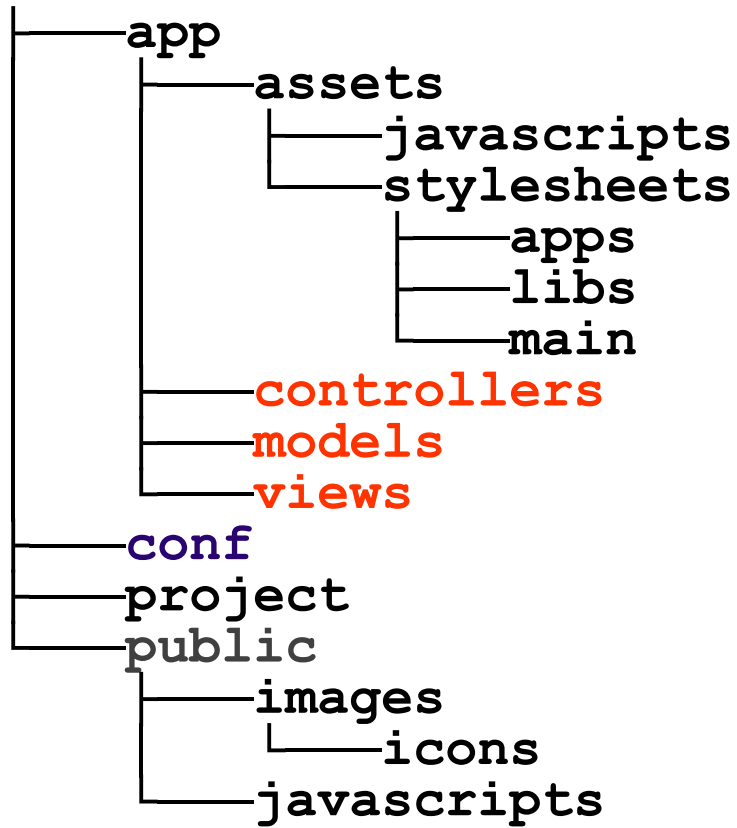 app
assets
javascripts
stylesheets
apps
libs
main
controllers
models
views
conf
project
public
images
icons
javascripts